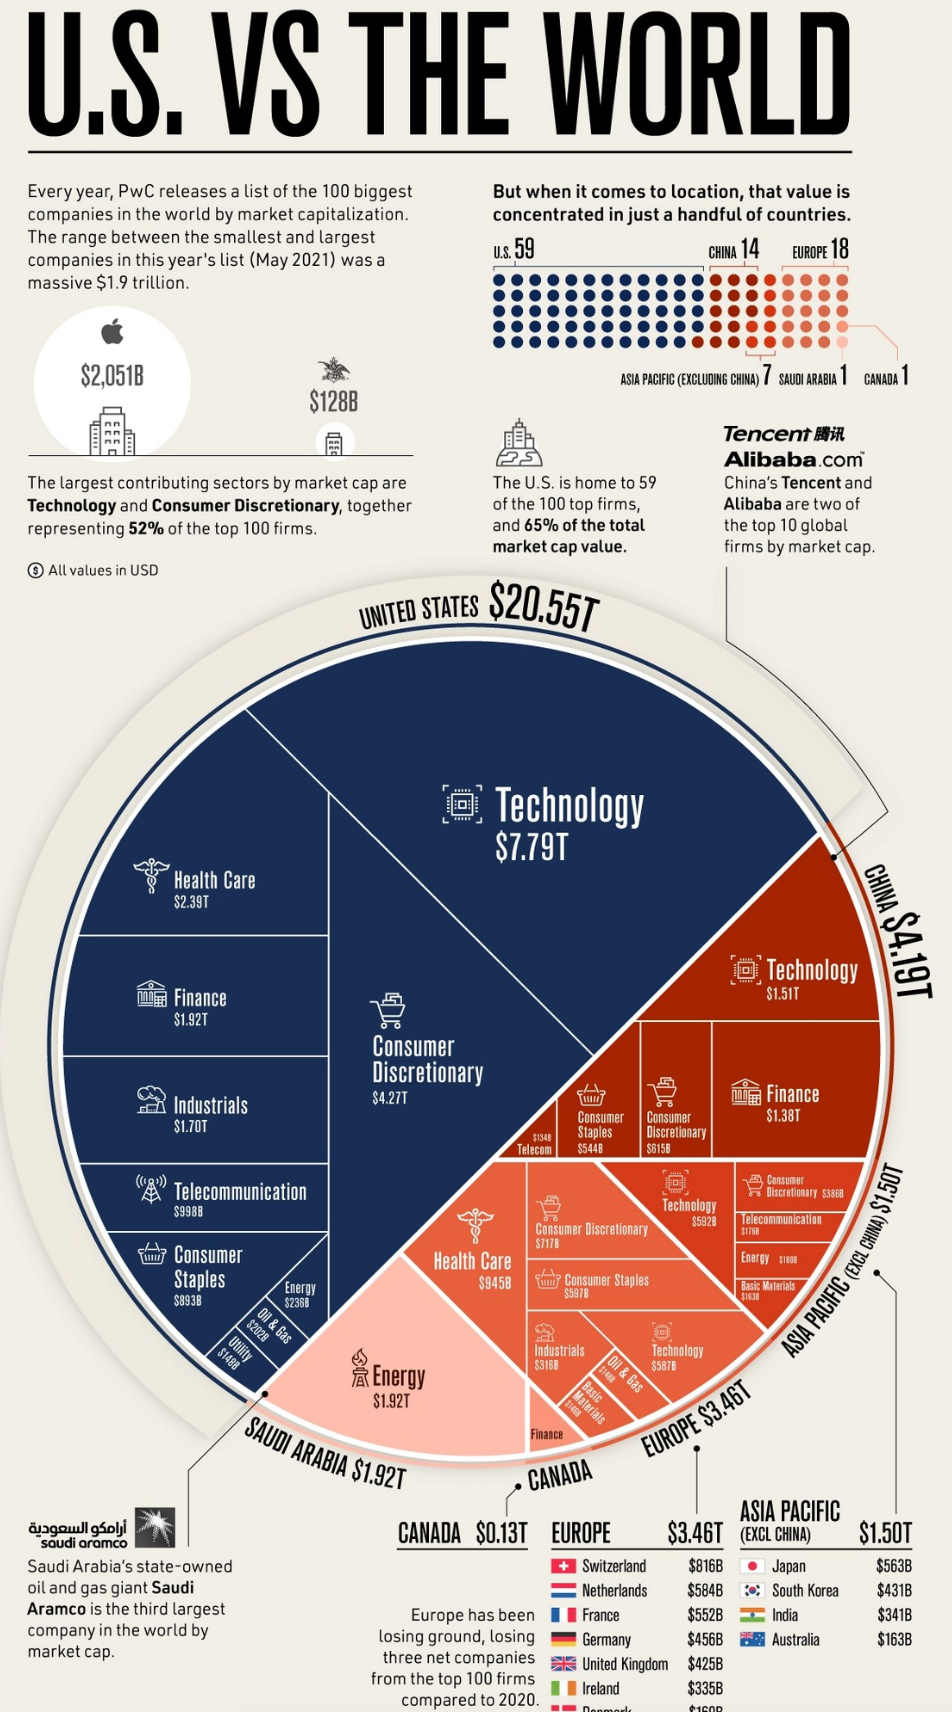 U.S. VS THE WORLD
Every year, PwC releases a list of the 100 biggest
companies in the world by market capitalization.
The range between the smallest and largest
companies in this year's list (May 2021) was a
massive $1.9 trillion.
$2,051B
$128B
The largest contributing sectors by market cap are
Technology and Consumer Discretionary, together
representing 52% of the top 100 firms.
$ All values in USD
But when it comes to location, that value is
concentrated in just a handful of countries.
U.S. 59
CHINA 14
EUROPE 18
ASIA PACIFIC (EXCLUDING CHINA) 7
SAUDI ARABIA 1
CANADA 1
The U.S. is home to 59
of the 100 top firms,
and 65% of the total
market cap value.
Tencent 腾讯
Alibaba.com™
China's Tencent and
Alibaba are two of
the top 10 global
firms by market cap.
UNITED STATES $20.55T
Technology
$7.79T
Health Care
$2.39T
Finance
$1.92T
Industrials
$1.70T
Telecommunication
$998B
Consumer
Staples
$893B
Energy
$236B
Oil & Gas
$202B
Utility
$148B
Consumer
Discretionary
$4.27T
CHINA $4.19T
Technology
$1.51T
Finance
$1.38T
Consumer
Discretionary
$615B
Consumer
Staples
$544B
$134B
Telecom
ASIA PACIFIC (EXCL CHINA) $1.50T
Technology
$592B
Consumer
Discretionary $386B
Telecommunication
$176B
Energy $180B
Basic Materials
$163B
EUROPE $3.46T
Health Care
$945B
Consumer Discretionary
$717B
Consumer Staples
$597B
Industrials
$316B
Technology
$587B
Oil & Gas
Basic
Materials
Finance
CANADA
Energy
$1.92T
SAUDI ARABIA $1.92T
أرامكو السعودية
saudi aramco
Saudi Arabia's state-owned
oil and gas giant Saudi
Aramco is the third largest
company in the world by
market cap.
CANADA $0.13T
Europe has been
losing ground, losing
three net companies
from the top 100 firms
compared to 2020.
EUROPE $3.46T
Switzerland $816B
Netherlands $584B
France $552B
Germany $456B
United Kingdom $425B
Ireland $335B
ASIA PACIFIC
(EXCL CHINA) $1.50T
Japan $563B
South Korea $431B
India $341B
Australia $163B